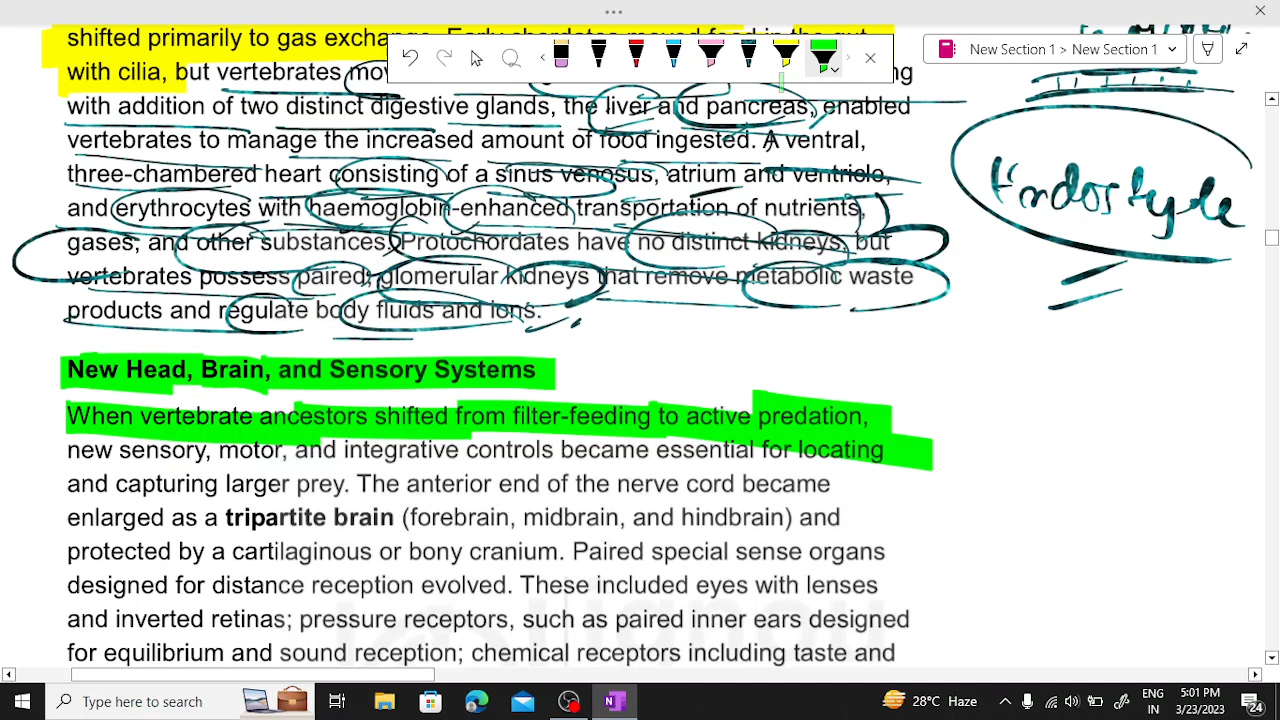 shifted primarily to gas exchange. Early chordates moved food in the gut
New Section 1 > New Section 1
with cilia, but vertebrates
with addition of two distinct digestive glands, the liver and pancreas, enabled
vertebrates to manage the increased amount of food ingested. A ventral,
three-chambered heart consisting of a sinus venosus, atrium and ventriclo,
and erythrocytes with haemoglobin-enhanced transportation of nutrients,
gases, and other substances. Protochordates have no distinct kidneys, but
vertebrates possess paired, glomerular kidneys that remove metabolic waste
products and regulate body fluids and ions.
Endostyle
New Head, Brain, and Sensory Systems
When vertebrate ancestors shifted from filter-feeding to active predation,
new sensory, motor, and integrative controls became essential for locating
and capturing larger prey. The anterior end of the nerve cord became
enlarged as a tripartite brain (forebrain, midbrain, and hindbrain) and
protected by a cartilaginous or bony cranium. Paired special sense organs
designed for distance reception evolved. These included eyes with lenses
and inverted retinas; pressure receptors, such as paired inner ears designed
for equilibrium and sound reception; chemical receptors including taste and
ignou
Type here to search
28°C Haze
ENG
IN
5:01 PM
3/23/2023
24